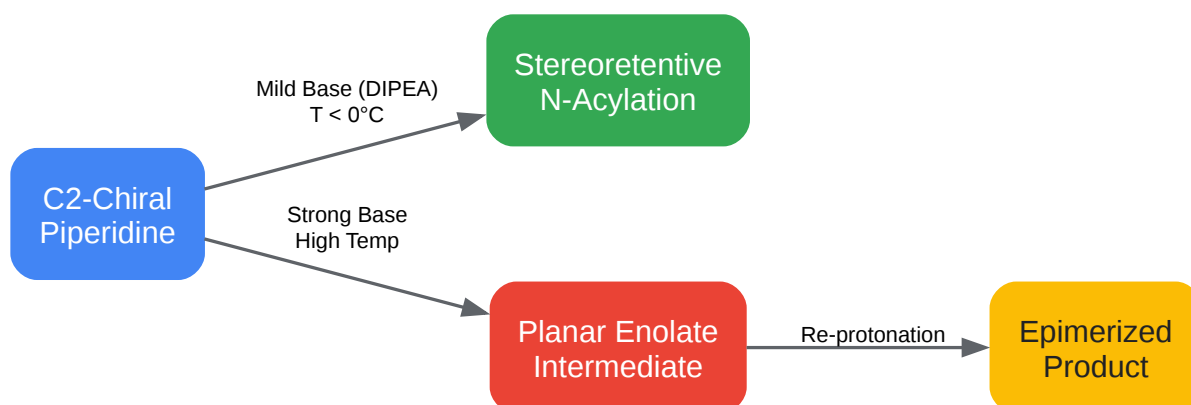 Stereoretentive
N-Acylation
Mild Base (DIPEA)
T < 0°C
C2-Chiral
Piperidine
Strong Base
High Temp
Planar Enolate
Intermediate
Re-protonation
Epimerized
Product